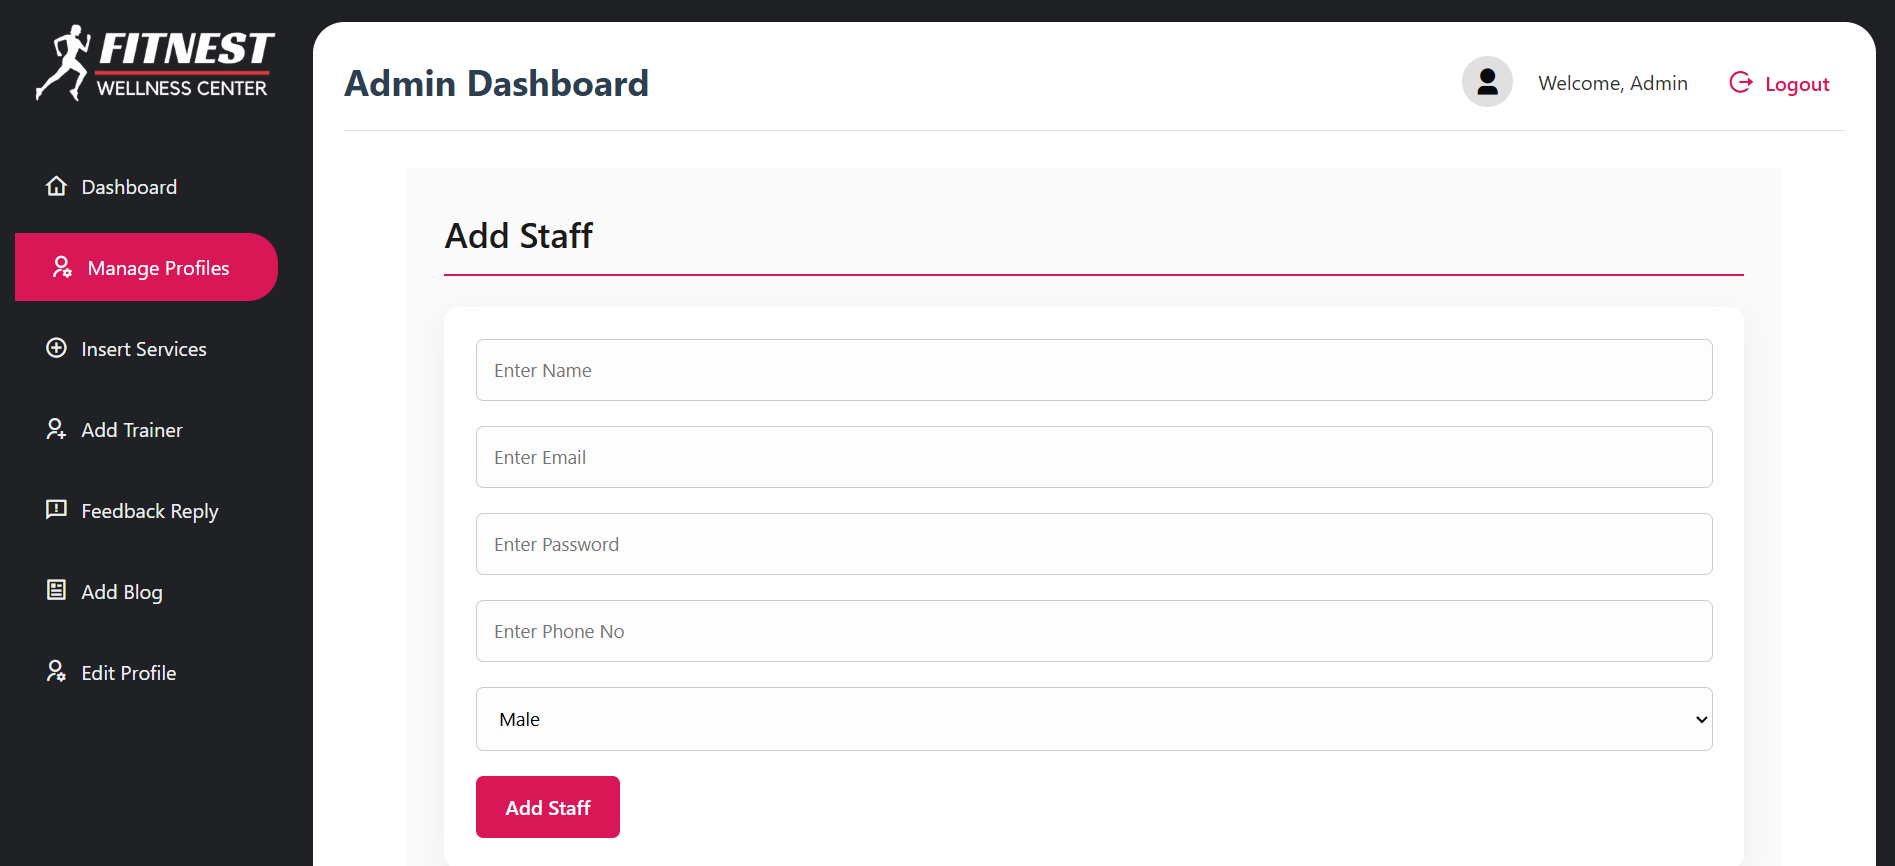 FITNEST
WELLNESS CENTER
Dashboard
Manage Profiles
Insert Services
Add Trainer
Feedback Reply
Add Blog
Edit Profile
Admin Dashboard
Welcome, Admin
Logout
Add Staff
Enter Name
Enter Email
Enter Password
Enter Phone No
Male
Add Staff